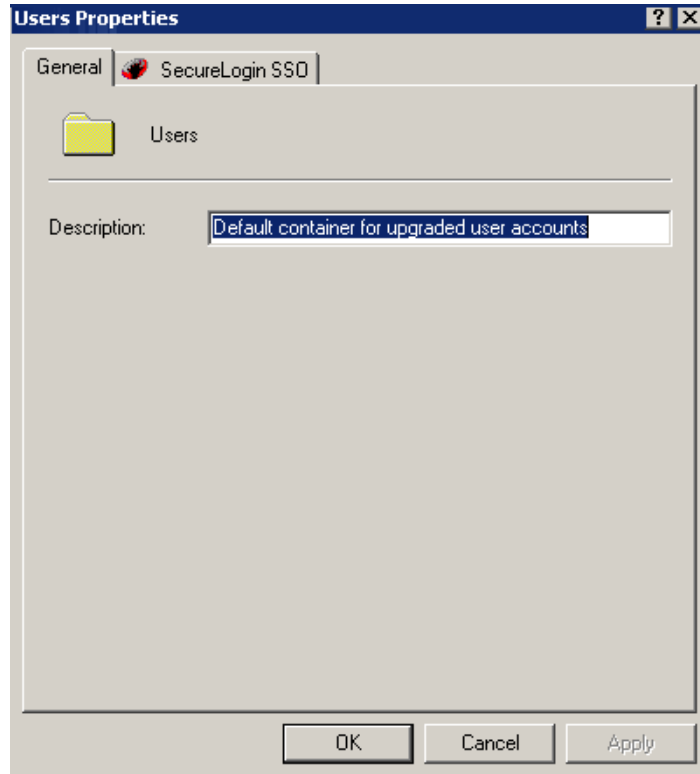 Users Properties
General
SecureLogin SSO
Users
Description:
Default container for upgraded user accounts
OK
Cancel
Apply